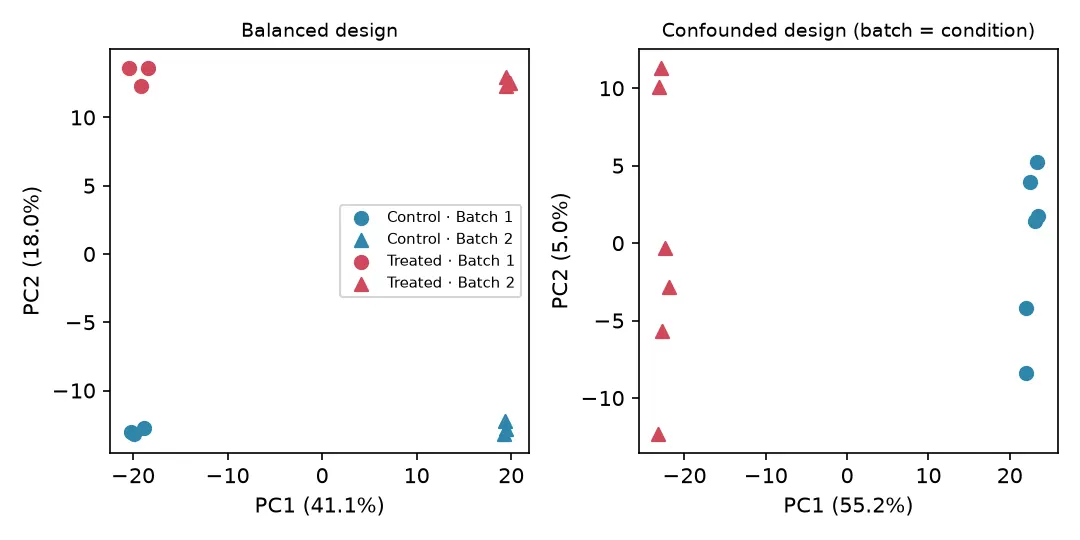 Balanced design
10
5
0
−5
−10
PC2 (18.0%)
Control · Batch 1
Control · Batch 2
Treated · Batch 1
Treated · Batch 2
−20
−10
0
10
20
PC1 (41.1%)
Confounded design (batch = condition)
10
5
0
−5
−10
PC2 (5.0%)
−20
−10
0
10
20
PC1 (55.2%)